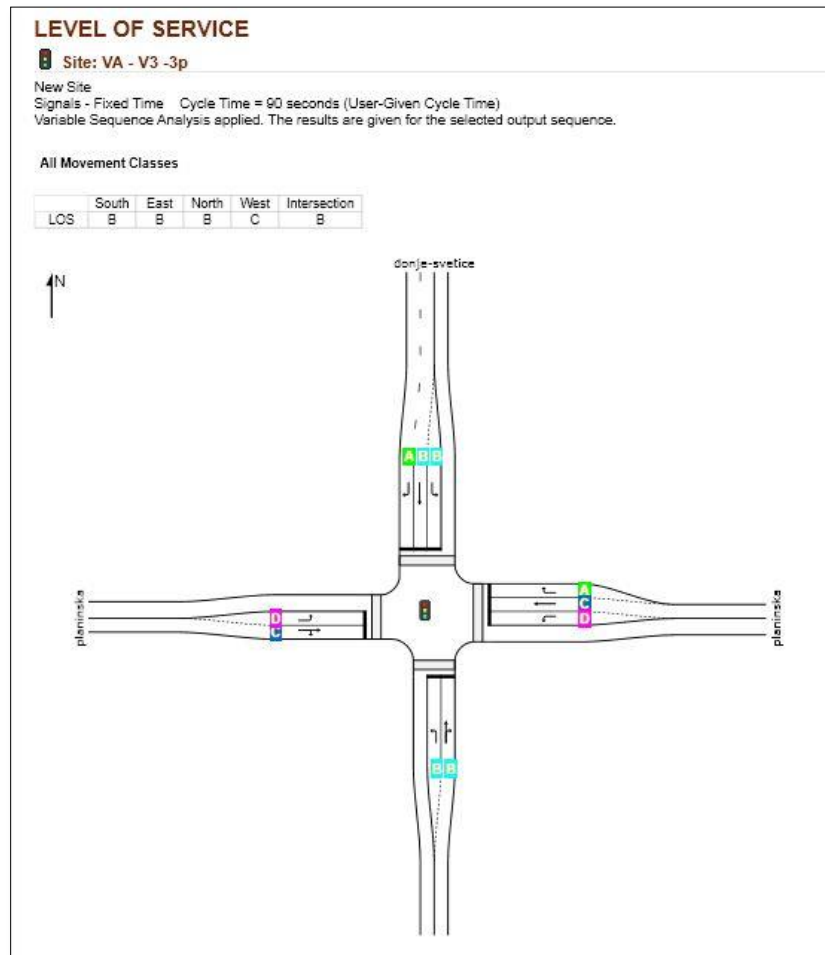 LEVEL OF SERVICE
Site: VA - V3 -3p
New Site
Signals - Fixed Time Cycle Time = 90 seconds (User-Given Cycle Time)
Variable Sequence Analysis applied. The results are given for the selected output sequence.
All Movement Classes
South East North West Intersection
LOS B B B C B
donje-svetice
N
A B B
planinska
D
C
A
C
D
planinska
B B